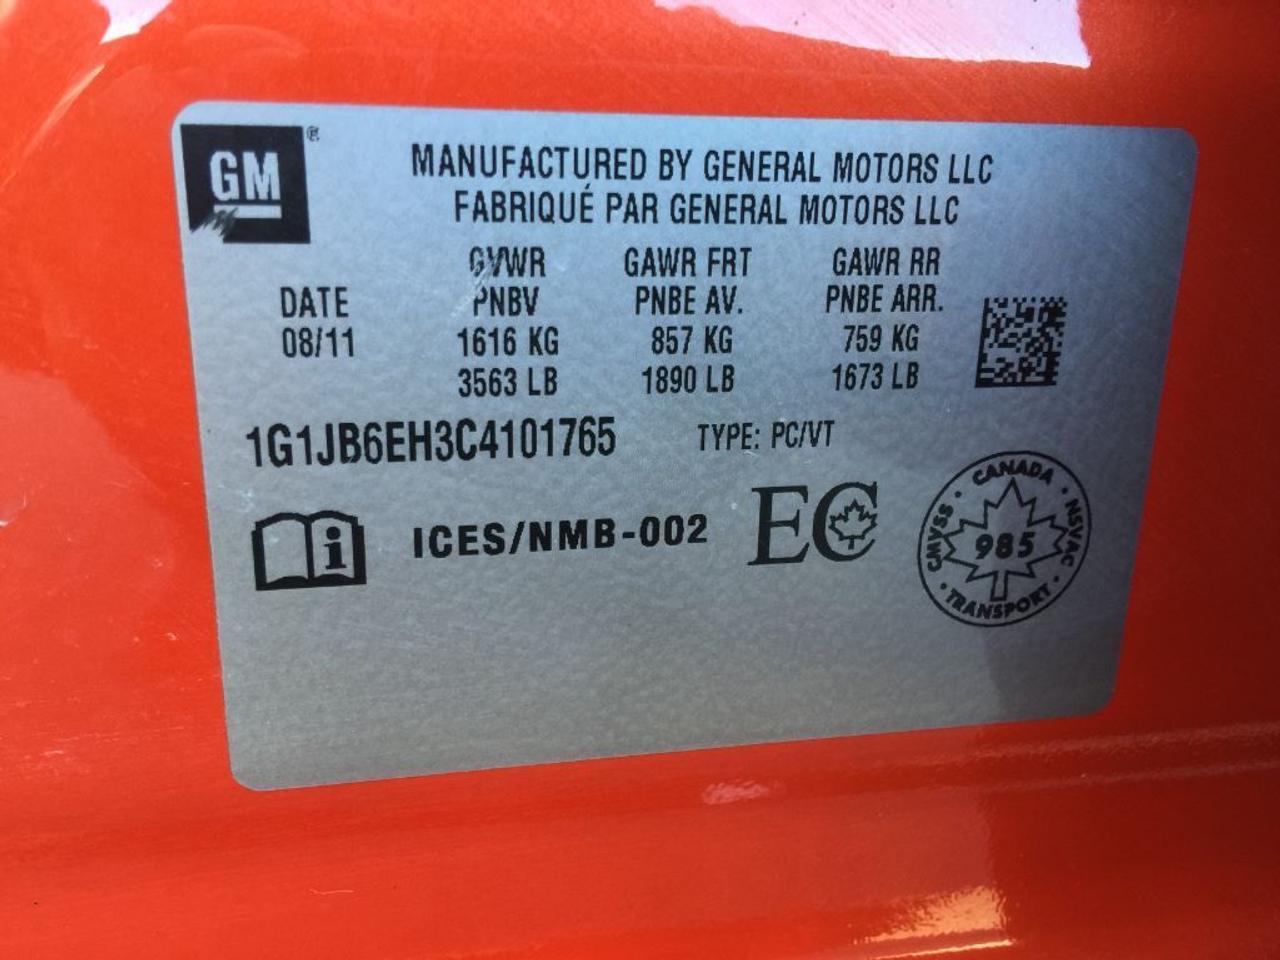 GM ®
MANUFACTURED BY GENERAL MOTORS LLC
FABRIQUÉ PAR GENERAL MOTORS LLC
GVWR GAWR FRT GAWR RR
DATE PNBV PNBE AV. PNBE ARR.
08/11 1616 KG 857 KG 759 KG
3563 LB 1890 LB 1673 LB
1G1JB6EH3C4101765 TYPE: PC/VT
i ICES/NMB-002 EC
CANADA
CMVSS 985 NSVAC
TRANSPORT